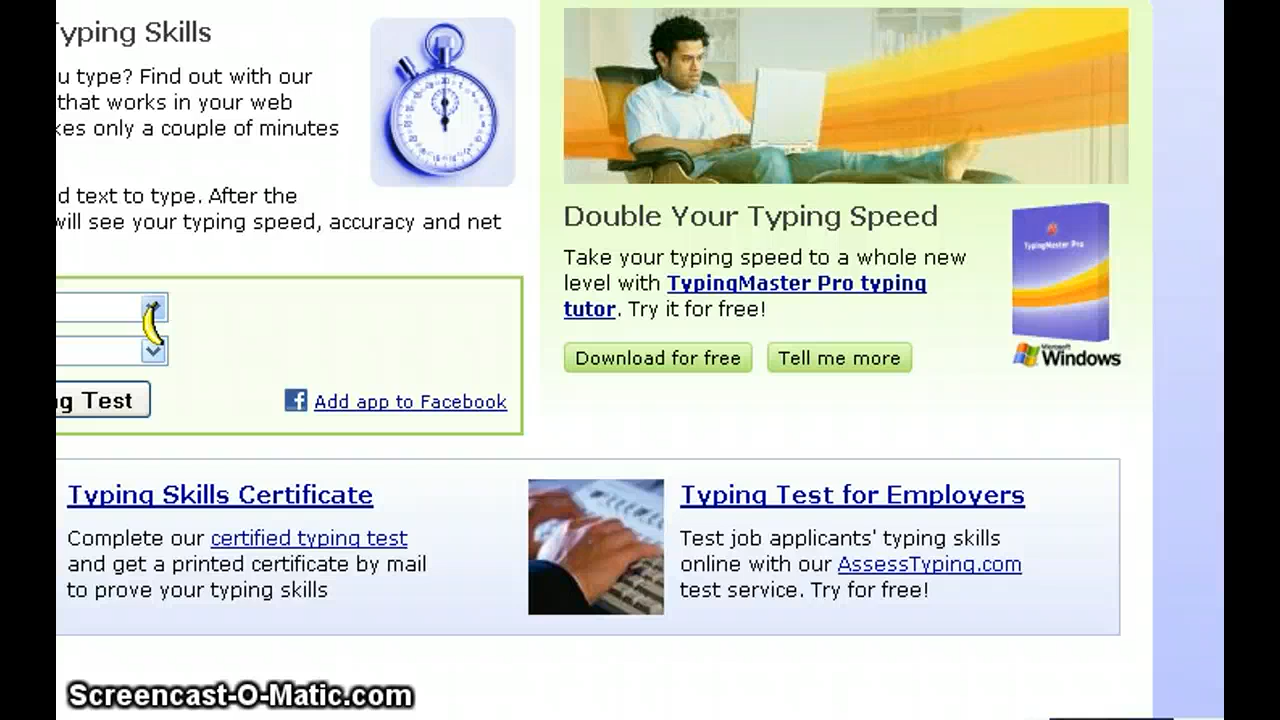 Typing Skills
u type? Find out with our
that works in your web
kes only a couple of minutes
d text to type. After the
will see your typing speed, accuracy and net
g Test
Add app to Facebook
Double Your Typing Speed
Take your typing speed to a whole new
level with TypingMaster Pro typing
tutor. Try it for free!
Download for free
Tell me more
TypingMaster Pro
Microsoft
Windows
Typing Skills Certificate
Complete our certified typing test
and get a printed certificate by mail
to prove your typing skills
Typing Test for Employers
Test job applicants' typing skills
online with our AssessTyping.com
test service. Try for free!
Screencast-O-Matic.com